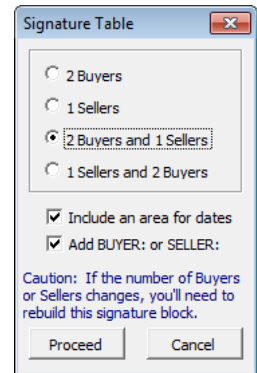 Signature Table
2 Buyers
1 Sellers
2 Buyers and 1 Sellers
1 Sellers and 2 Buyers
Include an area for dates
Add BUYER: or SELLER:
Caution: If the number of Buyers
or Sellers changes, you'll need to
rebuild this signature block.
Proceed Cancel